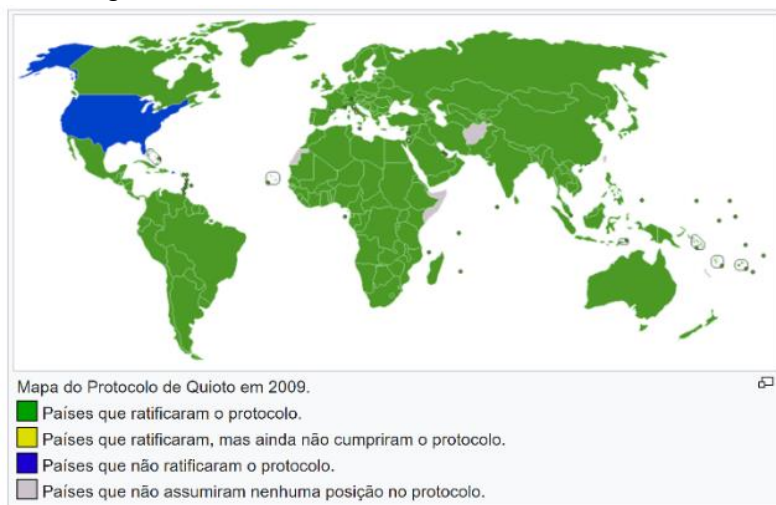 Mapa do Protocolo de Quioto em 2009.
Países que ratificaram o protocolo.
Países que ratificaram, mas ainda não cumpriram o protocolo.
Países que não ratificaram o protocolo.
Países que não assumiram nenhuma posição no protocolo.